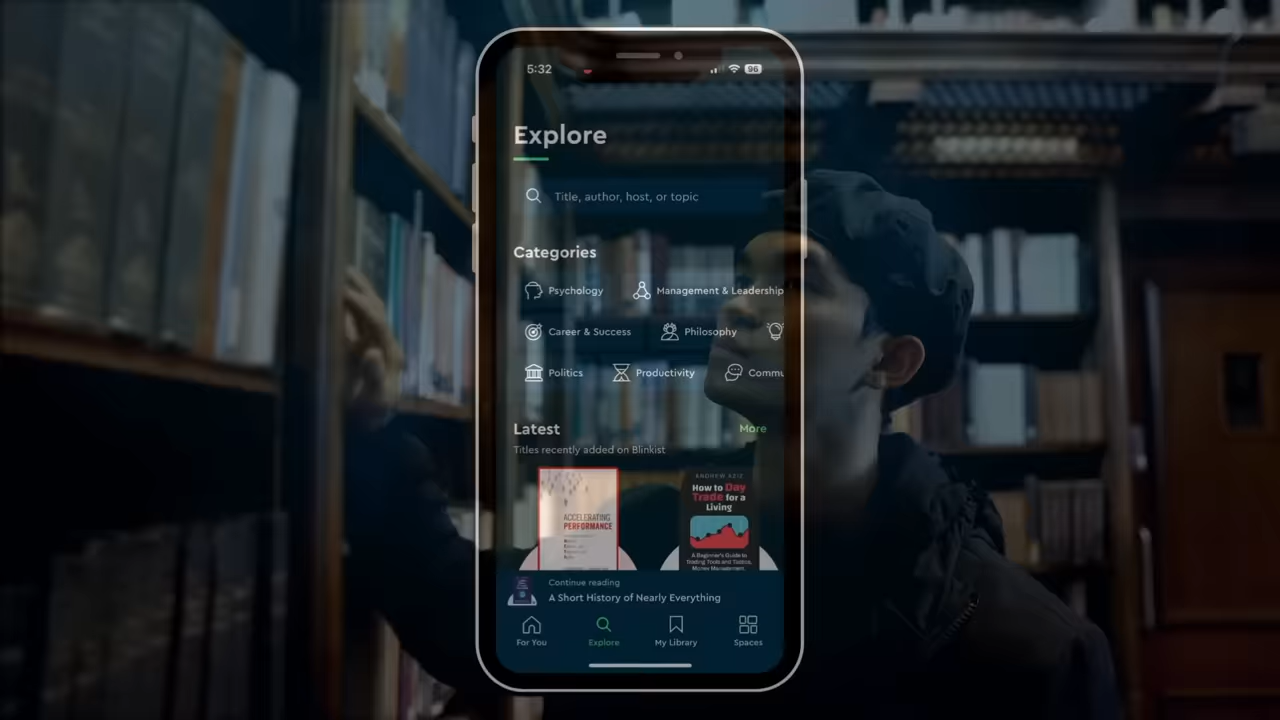 5:32
96
Explore
Title, author, host, or topic
Categories
Psychology
Management & Leadership
Career & Success
Philosophy
Politics
Productivity
Commu
Latest
More
Titles recently added on Blinkist
ACCELERATING
PERFORMANCE
ANDREW AZIZ
How to Day
Trade for a
Living
A Beginner's Guide to
Trading Tools and Tactics,
Money Management,
Continue reading
A Short History of Nearly Everything
For You
Explore
My Library
Spaces